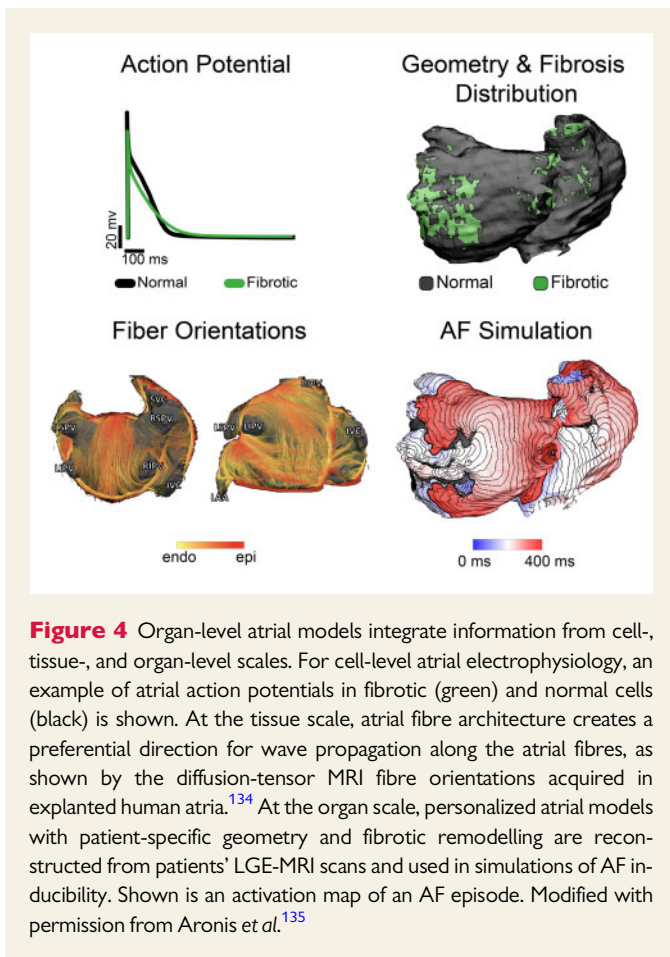 Action Potential
Geometry & Fibrosis
Distribution
20 mv
100 ms
Normal
Fibrotic
Normal
Fibrotic
Fiber Orientations
AF Simulation
SVC
RSPV
LIPV
RIPV
IVC
LSPV
LIPV
IVC
LAA
endo
epi
0 ms
400 ms
Figure 4 Organ-level atrial models integrate information from cell-,
tissue-, and organ-level scales. For cell-level atrial electrophysiology, an
example of atrial action potentials in fibrotic (green) and normal cells
(black) is shown. At the tissue scale, atrial fibre architecture creates a
preferential direction for wave propagation along the atrial fibres, as
shown by the diffusion-tensor MRI fibre orientations acquired in
explanted human atria.134 At the organ scale, personalized atrial models
with patient-specific geometry and fibrotic remodelling are recon-
structed from patients' LGE-MRI scans and used in simulations of AF in-
ducibility. Shown is an activation map of an AF episode. Modified with
permission from Aronis et al.135